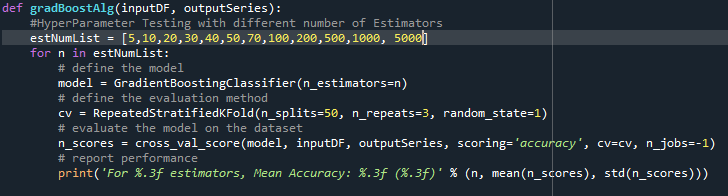 def gradBoostAlg(inputDF, outputSeries):
    #HyperParameter Testing with different number of Estimators
    estNumList = [5,10,20,30,40,50,70,100,200,500,1000, 5000]
    for n in estNumList:
        # define the model
        model = GradientBoostingClassifier(n_estimators=n)
        # define the evaluation method
        cv = RepeatedStratifiedKFold(n_splits=50, n_repeats=3, random_state=1)
        # evaluate the model on the dataset
        n_scores = cross_val_score(model, inputDF, outputSeries, scoring='accuracy', cv=cv, n_jobs=-1)
        # report performance
        print('For %.3f estimators, Mean Accuracy: %.3f (%.3f)' % (n, mean(n_scores), std(n_scores)))